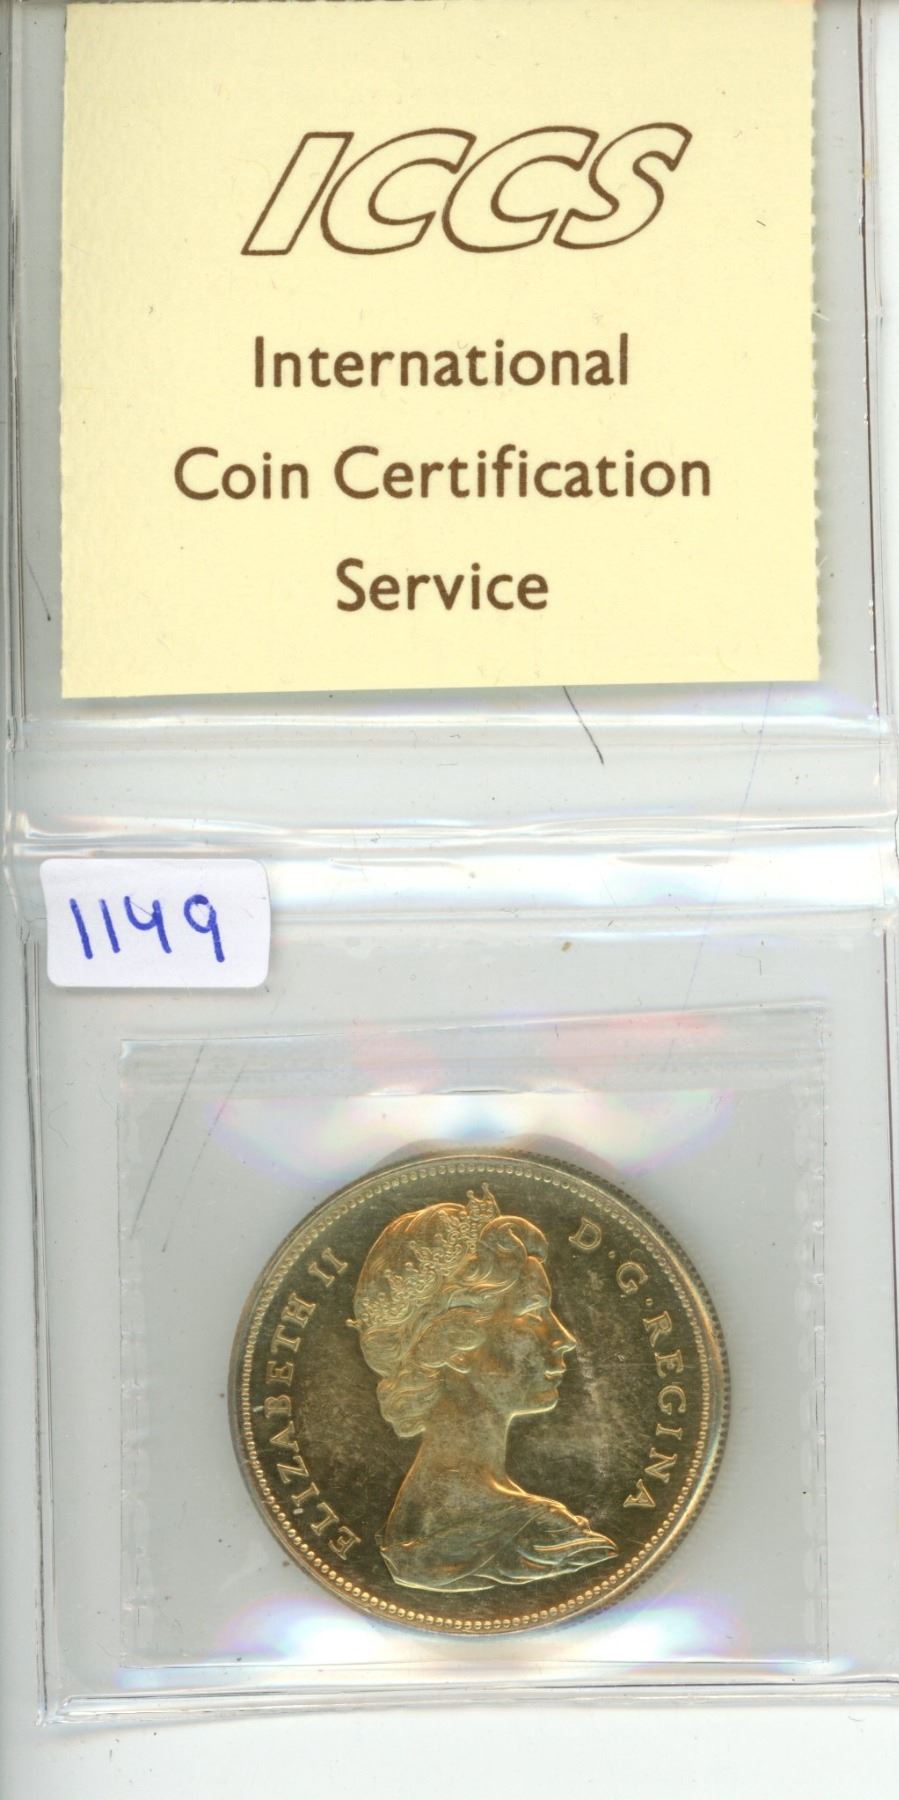 ICCS
International
Coin Certification
Service
1149
ELIZABETH II D·G·REGINA